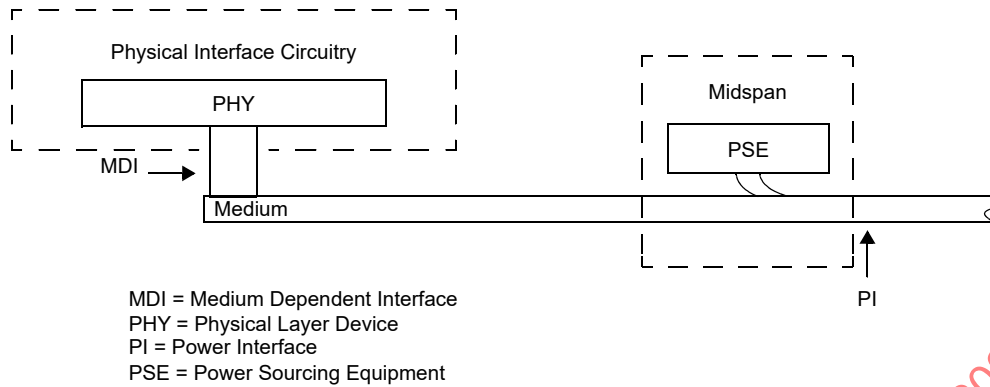 Physical Interface Circuitry
PHY
Midspan
PSE
MDI
Medium
PI
MDI = Medium Dependent Interface
PHY = Physical Layer Device
PI = Power Interface
PSE = Power Sourcing Equipment